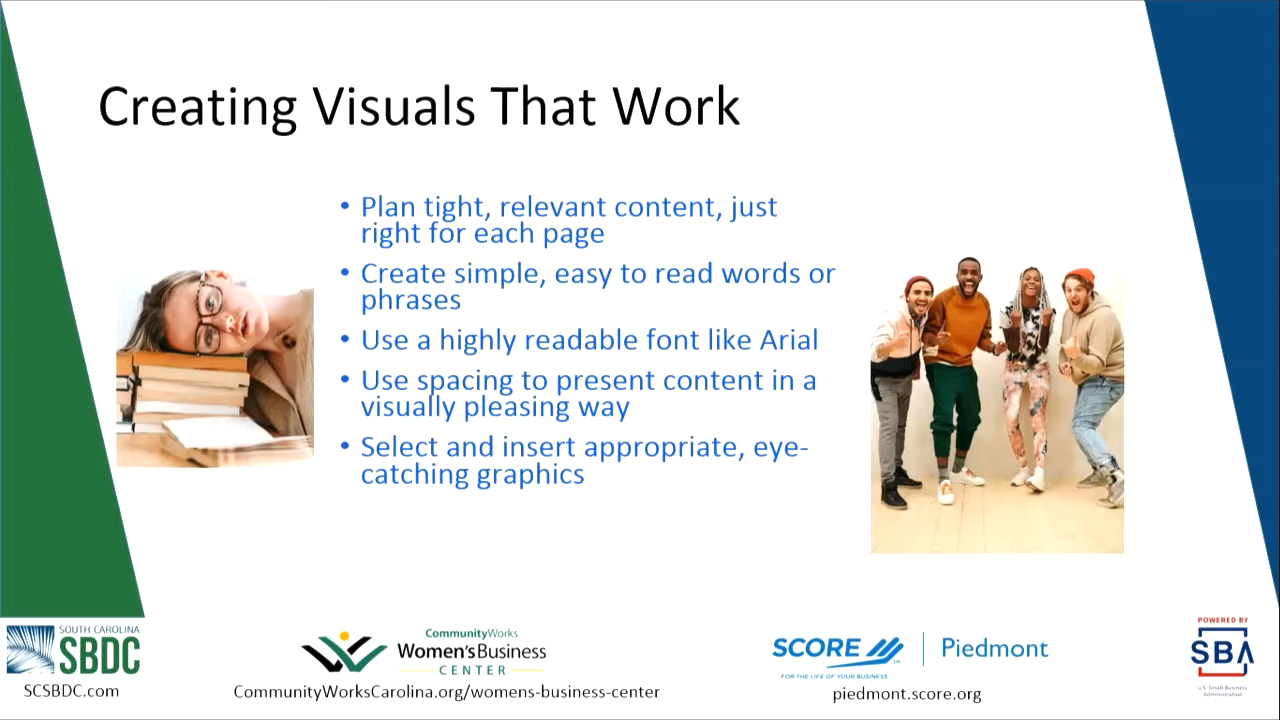 Creating Visuals That Work
• Plan tight, relevant content, just
right for each page
• Create simple, easy to read words or
phrases
• Use a highly readable font like Arial
• Use spacing to present content in a
visually pleasing way
• Select and insert appropriate, eye-
catching graphics
SOUTH CAROLINA
SBDC
SCSBDC.com
CommunityWorks
Women'sBusiness
CENTER
CommunityWorksCarolina.org/womens-business-center
SCORE
FOR THE LIFE OF YOUR BUSINESS
Piedmont
piedmont.score.org
POWERED BY
SBA
U.S. Small Business
Administration